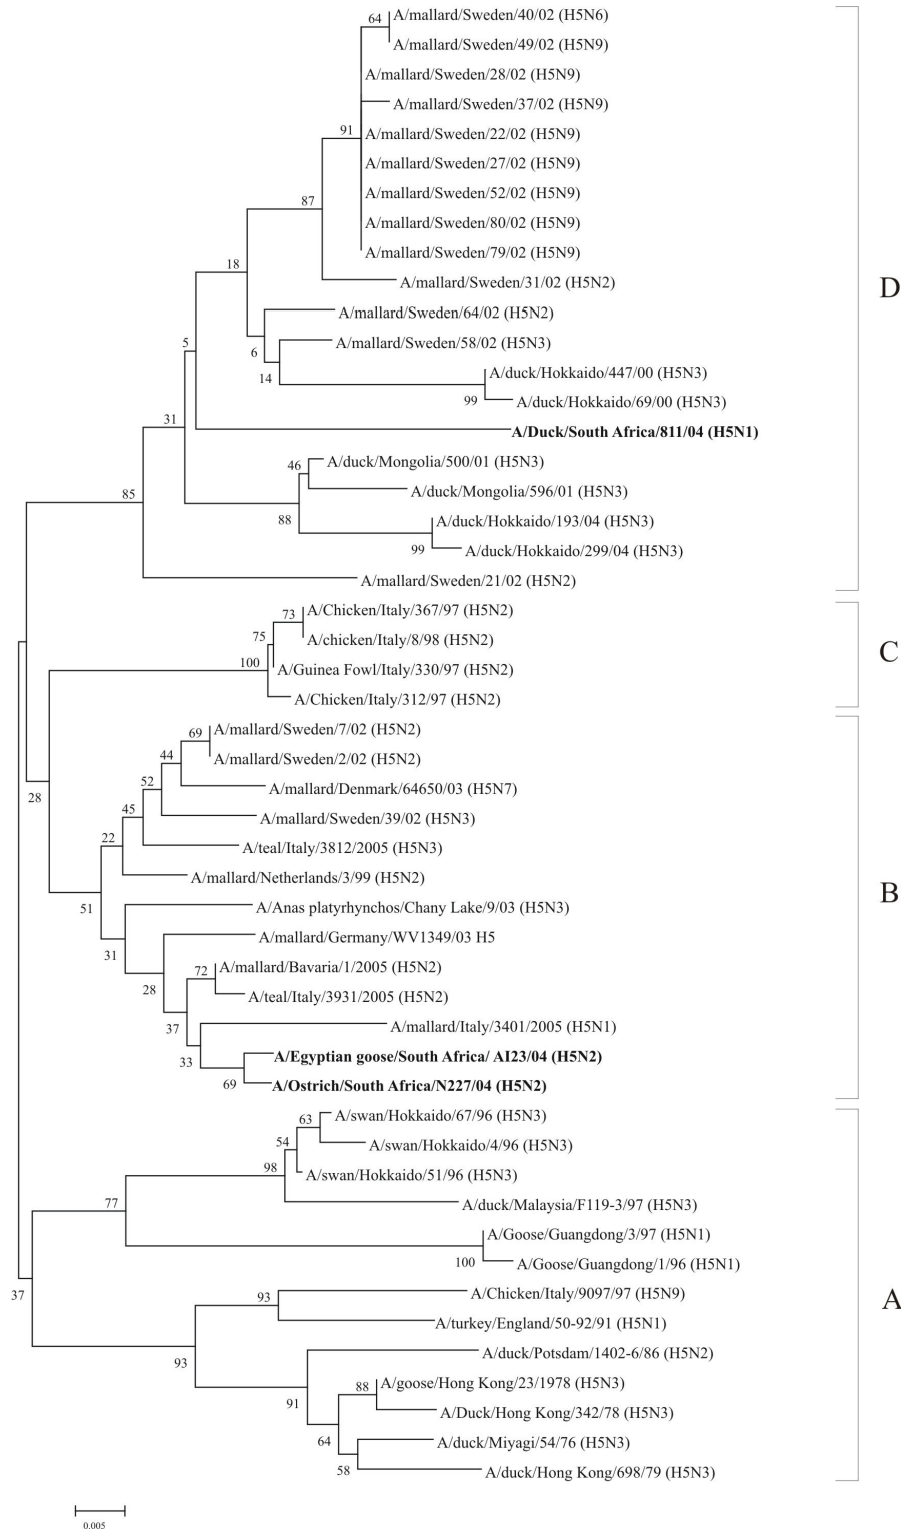 64
A/mallard/Sweden/40/02 (H5N6)
A/mallard/Sweden/49/02 (H5N9)
A/mallard/Sweden/28/02 (H5N9)
A/mallard/Sweden/37/02 (H5N9)
91
A/mallard/Sweden/22/02 (H5N9)
A/mallard/Sweden/27/02 (H5N9)
A/mallard/Sweden/52/02 (H5N9)
87
A/mallard/Sweden/80/02 (H5N9)
A/mallard/Sweden/79/02 (H5N9)
18
A/mallard/Sweden/31/02 (H5N2)
D
A/mallard/Sweden/64/02 (H5N2)
5
A/mallard/Sweden/58/02 (H5N3)
6
A/duck/Hokkaido/447/00 (H5N3)
14
99
A/duck/Hokkaido/69/00 (H5N3)
31
A/Duck/South Africa/811/04 (H5N1)
46
A/duck/Mongolia/500/01 (H5N3)
A/duck/Mongolia/596/01 (H5N3)
85
88
A/duck/Hokkaido/193/04 (H5N3)
99
A/duck/Hokkaido/299/04 (H5N3)
A/mallard/Sweden/21/02 (H5N2)
73
A/Chicken/Italy/367/97 (H5N2)
75
A/chicken/Italy/8/98 (H5N2)
C
100
A/Guinea Fowl/Italy/330/97 (H5N2)
A/Chicken/Italy/312/97 (H5N2)
69
A/mallard/Sweden/7/02 (H5N2)
44
A/mallard/Sweden/2/02 (H5N2)
52
A/mallard/Denmark/64650/03 (H5N7)
28
45
A/mallard/Sweden/39/02 (H5N3)
22
A/teal/Italy/3812/2005 (H5N3)
A/mallard/Netherlands/3/99 (H5N2)
B
51
A/Anas platyrhynchos/Chany Lake/9/03 (H5N3)
31
A/mallard/Germany/WV1349/03 H5
72
A/mallard/Bavaria/1/2005 (H5N2)
28
A/teal/Italy/3931/2005 (H5N2)
37
A/mallard/Italy/3401/2005 (H5N1)
33
A/Egyptian goose/South Africa/ AI23/04 (H5N2)
69
A/Ostrich/South Africa/N227/04 (H5N2)
63
A/swan/Hokkaido/67/96 (H5N3)
54
A/swan/Hokkaido/4/96 (H5N3)
98
A/swan/Hokkaido/51/96 (H5N3)
77
A/duck/Malaysia/F119-3/97 (H5N3)
A/Goose/Guangdong/3/97 (H5N1)
100
A/Goose/Guangdong/1/96 (H5N1)
37
93
A/Chicken/Italy/9097/97 (H5N9)
A
A/turkey/England/50-92/91 (H5N1)
93
A/duck/Potsdam/1402-6/86 (H5N2)
88
A/goose/Hong Kong/23/1978 (H5N3)
91
A/Duck/Hong Kong/342/78 (H5N3)
64
A/duck/Miyagi/54/76 (H5N3)
58
A/duck/Hong Kong/698/79 (H5N3)
0.005